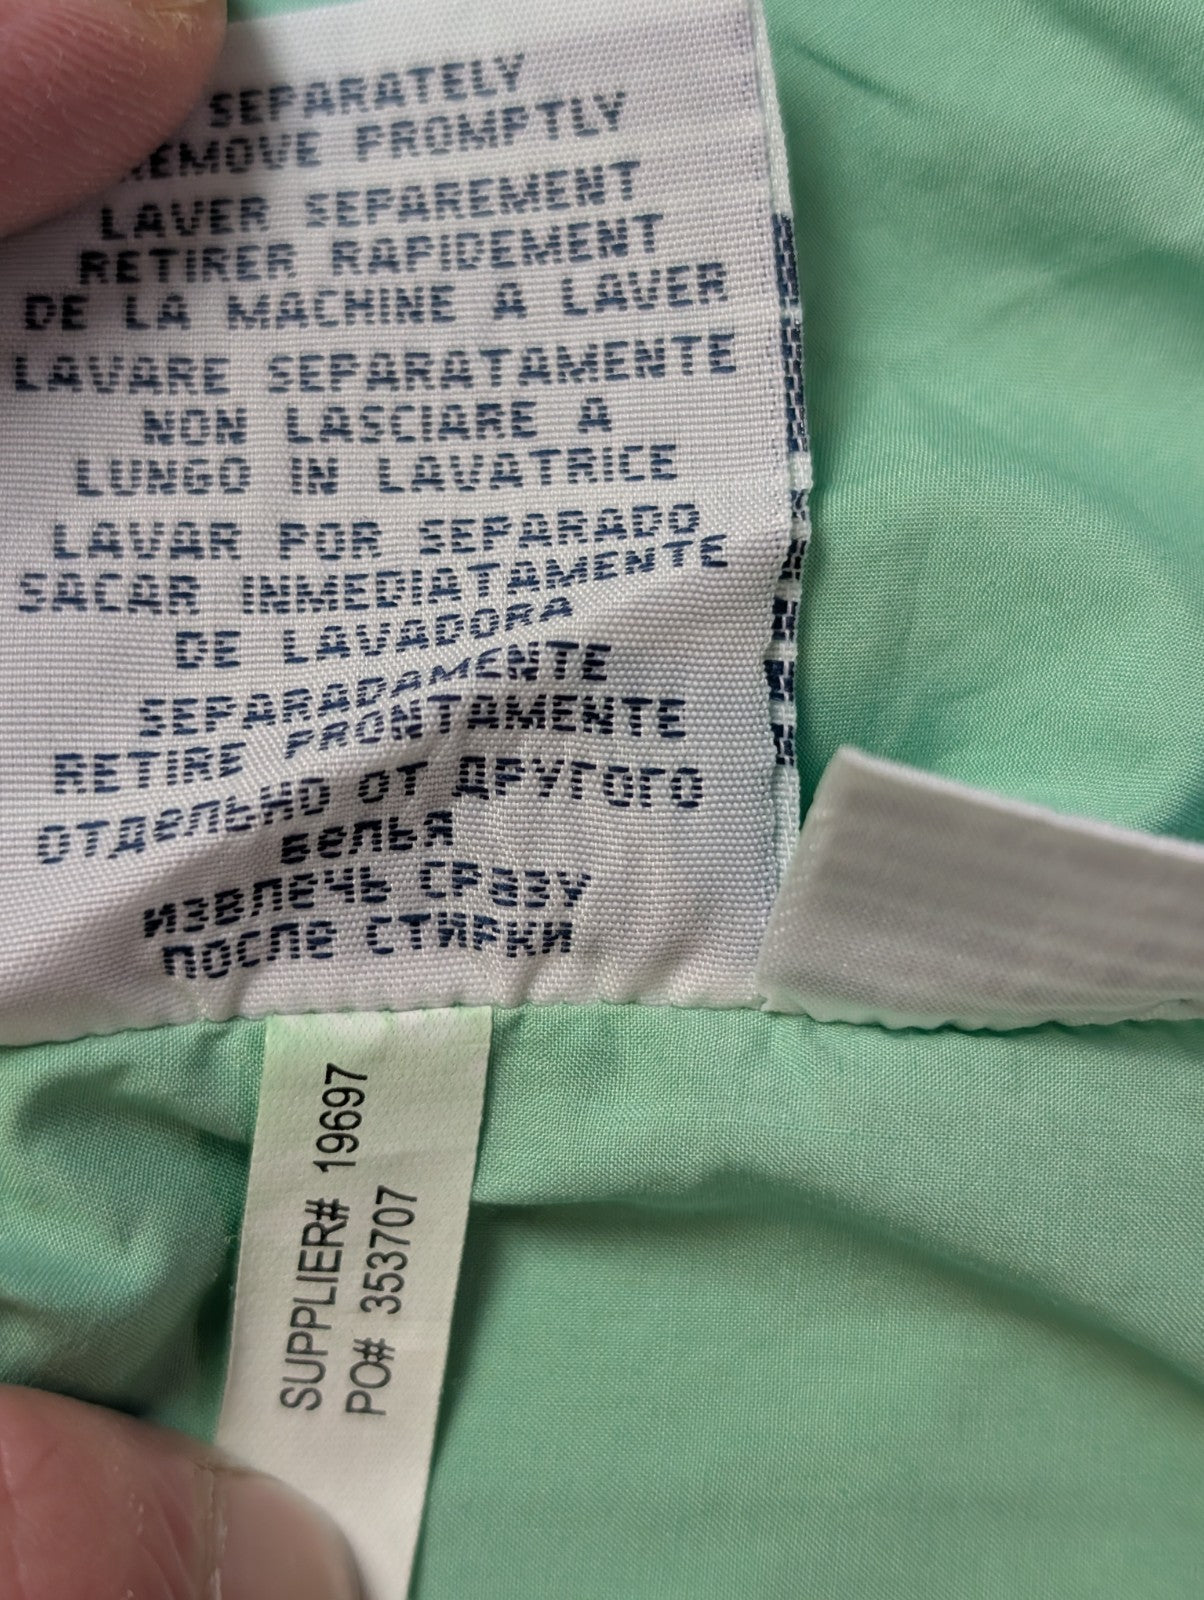 SEPARATELY
REMOVE PROMPTLY
LAVER SEPAREMENT
RETIRER RAPIDEMENT
DE LA MACHINE A LAVER
LAVARE SEPARATAMENTE
NON LASCIARE A
LUNGO IN LAVATRICE
LAVAR POR SEPARADO
SACAR INMEDIATAMENTE
DE LAVADORA
SEPARADAMENTE
RETIRE PRONTAMENTE
ОТДЕЛЬНО ОТ ДРУГОГО
БЕЛЬЯ
ИЗВЛЕЧЬ СРАЗУ
ПОСЛЕ СТИРКИ
SUPPLIER# 19697
PO# 353707